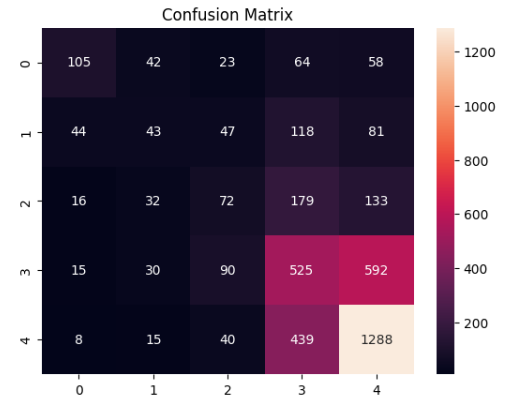 Confusion Matrix
0 105 42 23 64 58
1 44 43 47 118 81
2 16 32 72 179 133
3 15 30 90 525 592
4 8 15 40 439 1288
0 1 2 3 4
1200
1000
800
600
400
200